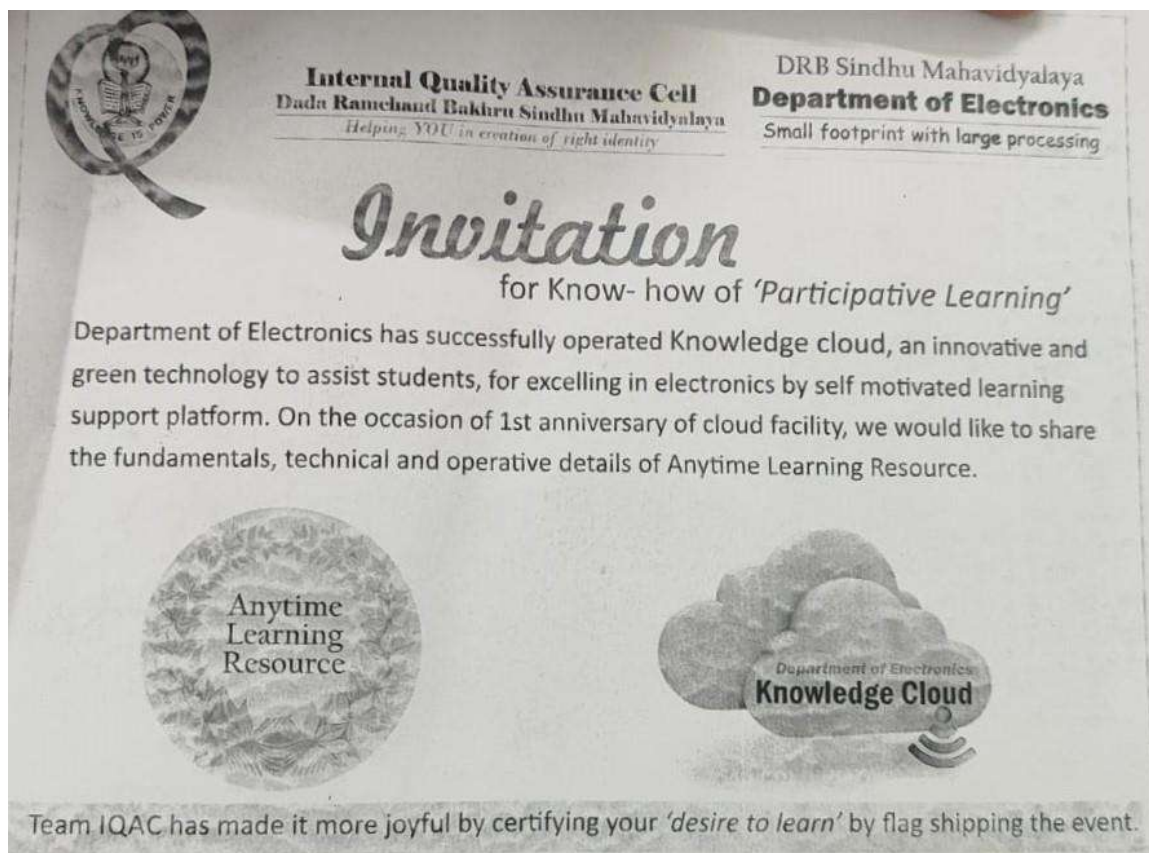 KNOWLEDGE IS POWER
Internal Quality Assurance Cell
Dada Ramchand Bakhru Sindhu Mahavidyalaya
Helping YOU in creation of right identity
DRB Sindhu Mahavidyalaya
Department of Electronics
Small footprint with large processing
Invitation
for Know- how of 'Participative Learning'
Department of Electronics has successfully operated Knowledge cloud, an innovative and
green technology to assist students, for excelling in electronics by self motivated learning
support platform. On the occasion of 1st anniversary of cloud facility, we would like to share
the fundamentals, technical and operative details of Anytime Learning Resource.
Anytime
Learning
Resource
Department of Electronics
Knowledge Cloud
Team IQAC has made it more joyful by certifying your 'desire to learn' by flag shipping the event.